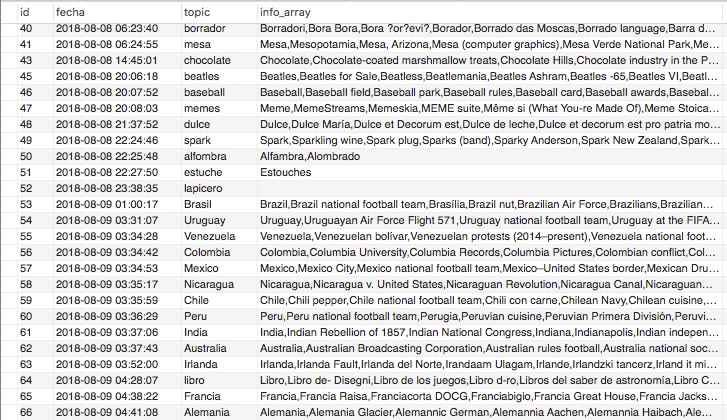 id fecha topic info_array
40 2018-08-08 06:23:40 borrador Borradori,Bora Bora,Bora ?or?evi?,Borador,Borrado das Moscas,Borrado language,Barra d...
41 2018-08-08 06:24:55 mesa Mesa,Mesopotamia,Mesa, Arizona,Mesa (computer graphics),Mesa Verde National Park,Me...
43 2018-08-08 14:45:01 chocolate Chocolate,Chocolate-coated marshmallow treats,Chocolate Hills,Chocolate industry in the P...
45 2018-08-08 20:06:18 beatles Beatles,Beatles for Sale,Beatless,Beatlemania,Beatles Ashram,Beatles -65,Beatles VI,Beatl...
46 2018-08-08 20:07:52 baseball Baseball,Baseball field,Baseball park,Baseball rules,Baseball card,Baseball awards,Basebal...
47 2018-08-08 20:08:03 memes Meme,MemeStreams,Memeskia,MEME suite,Même si (What You-re Made Of),Meme Stoica...
48 2018-08-08 21:37:52 dulce Dulce,Dulce María,Dulce et Decorum est,Dulce de leche,Dulce et decorum est pro patria mo...
49 2018-08-08 22:24:46 spark Spark,Sparkling wine,Spark plug,Sparks (band),Sparky Anderson,Spark New Zealand,Spark...
50 2018-08-08 22:25:48 alfombra Alfambra,Alombrado
51 2018-08-08 22:27:50 estuche Estouches
52 2018-08-08 23:38:35 lapicero
53 2018-08-09 01:00:17 Brasil Brazil,Brazil national football team,Brasília,Brazil nut,Brazilian Air Force,Brazilians,Brazilian...
54 2018-08-09 03:31:07 Uruguay Uruguay,Uruguayan Air Force Flight 571,Uruguay national football team,Uruguay at the FIFA...
55 2018-08-09 03:34:28 Venezuela Venezuela,Venezuelan bolívar,Venezuelan protests (2014–present),Venezuela national foot...
56 2018-08-09 03:34:42 Colombia Colombia,Columbia University,Columbia Records,Columbia Pictures,Colombian conflict,Col...
57 2018-08-09 03:34:53 Mexico Mexico,Mexico City,Mexico national football team,Mexico–United States border,Mexican Dru...
58 2018-08-09 03:35:17 Nicaragua Nicaragua,Nicaragua v. United States,Nicaraguan Revolution,Nicaragua Canal,Nicaraguan...
59 2018-08-09 03:35:59 Chile Chile,Chili pepper,Chile national football team,Chili con carne,Chilean Navy,Chilean cuisine,...
60 2018-08-09 03:36:29 Peru Peru,Peru national football team,Perugia,Peruvian cuisine,Peruvian Primera División,Peruvi...
61 2018-08-09 03:37:06 India India,Indian Rebellion of 1857,Indian National Congress,Indiana,Indianapolis,Indian indepen...
62 2018-08-09 03:37:43 Australia Australia,Australian Broadcasting Corporation,Australian rules football,Australia national soc...
63 2018-08-09 03:52:00 Irlanda Irlanda,Irlanda Fault,Irlanda del Norte,Irandaam Ulagam,Irlande,Irlandzki tancerz,Irland it mi...
64 2018-08-09 04:28:07 libro Libro,Libro de- Disegni,Libro de los juegos,Libro d-ro,Libros del saber de astronomía,Libro C...
65 2018-08-09 04:38:22 Francia Francia,Francia Raisa,Franciacorta DOCG,Franciabigio,Francia Great House,Francia Jacks...
66 2018-08-09 04:41:08 Alemania Alemania,Alemania Glacier,Alemannic German,Alemannia Aachen,Alemania Haibach,Ale...